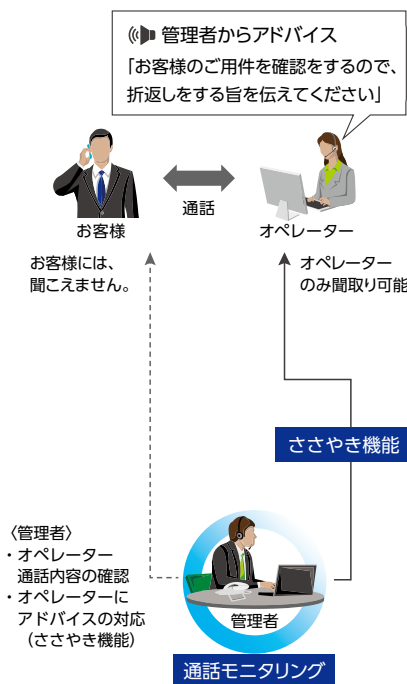 管理者からアドバイス
「お客様のご用件を確認をするので、
折返しをする旨を伝えてください」
通話
お客様
オペレーター
お客様には、
聞こえません。
オペレーター
のみ聞取り可能
ささやき機能
〈管理者〉
・オペレーター
通話内容の確認
・オペレーターに
アドバイスの対応
(ささやき機能)
管理者
通話モニタリング